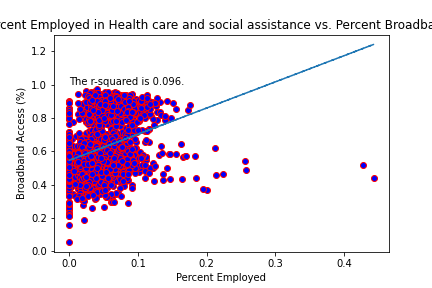 cent Employed in Health care and social assistance vs. Percent Broadba
1.2
1.0
0.8
0.6
0.4
0.2
0.0
The r-squared is 0.096.
Broadband Access (%)
0.0 0.1 0.2 0.3 0.4
Percent Employed